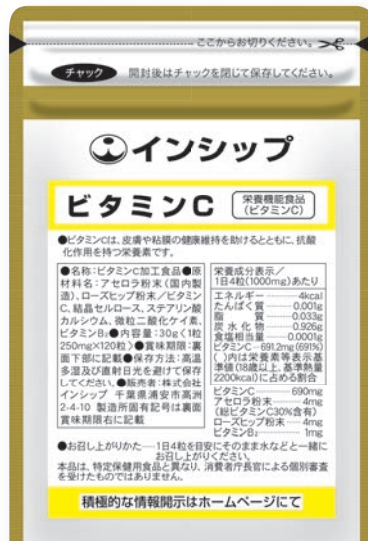 ここからお切りください。
チャック 開封後はチャックを閉じて保存してください。
インシップ
ビタミンC
栄養機能食品
(ビタミンC)
●ビタミンCは、皮膚や粘膜の健康維持を助けるとともに、抗酸
化作用を持つ栄養素です。
●名称:ビタミンC加工食品●原
材料名:アセロラ粉末(国内製
造)、ローズヒップ粉末/ビタミン
C、結晶セルロース、ステアリン酸
カルシウム、微粒二酸化ケイ素、
ビタミンB₂●内容量:30g<1粒
250mg×120粒>●賞味期限:裏
面下部に記載●保存方法:高温
多湿及び直射日光を避けて保存
してください。●販売者:株式会社
インシップ 千葉県浦安市高洲
2-4-10 製造所固有記号は裏面
賞味期限右に記載
栄養成分表示/
1日4粒(1000mg)あたり
エネルギー 4kcal
たんぱく質 0.001g
脂質 0.033g
炭水化物 0.926g
食塩相当量 0.0001g
ビタミンC 691.2mg(691%)
( )内は栄養素等表示基
準値(18歳以上、基準熱量
2200kcal)に占める割合
ビタミンC 690mg
アセロラ粉末 4mg
(総ビタミンC30%含有)
ローズヒップ粉末 4mg
ビタミンB₂ 1mg
●お召し上がりかた 1日4粒を目安にそのまま水などと一緒に
お召し上がりください。
本品は、特定保健用食品と異なり、消費者庁長官による個別審査
を受けたものではありません。
積極的な情報開示はホームページにて